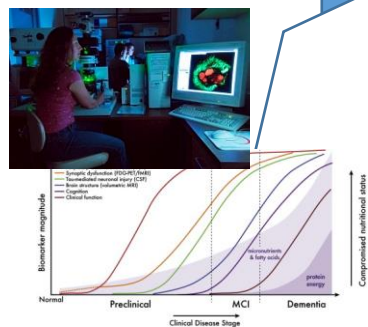 Synaptic dysfunction (FDG-PET/fMRI)
Tau-mediated neuronal injury (CSF)
Brain structure (volumetric MRI)
Cognition
Clinical function
Biomarker magnitude
Compromised nutritional status
micronutrients
& fatty acids
protein
energy
Normal
Preclinical
MCI
Dementia
Clinical Disease Stage